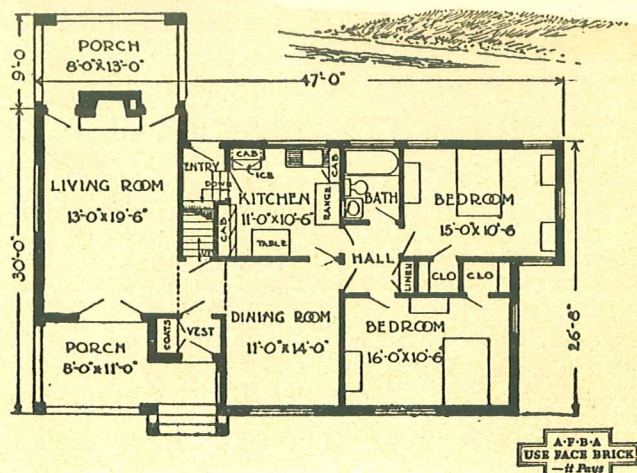 PORCH
8'-0"X13'-0"
9'-0
47'-0"
LIVING ROOM
13'-0"X19'-6"
30'-0"
ENTRY
DOWN
UP
CAB
ICE
CAB
KITCHEN
11'-0"X10'-6"
RANGE
CAB
TABLE
BATH
BEDROOM
15'-0"X10'-6
HALL
LINEN
CLO
CLO
DINING ROOM
11'-0"X14'-0"
BEDROOM
16'-0"X10'-6
26'-8"
PORCH
8'-0"X11'-0"
COATS
VEST
A·F·B·A
USE FACE BRICK
—it Pays